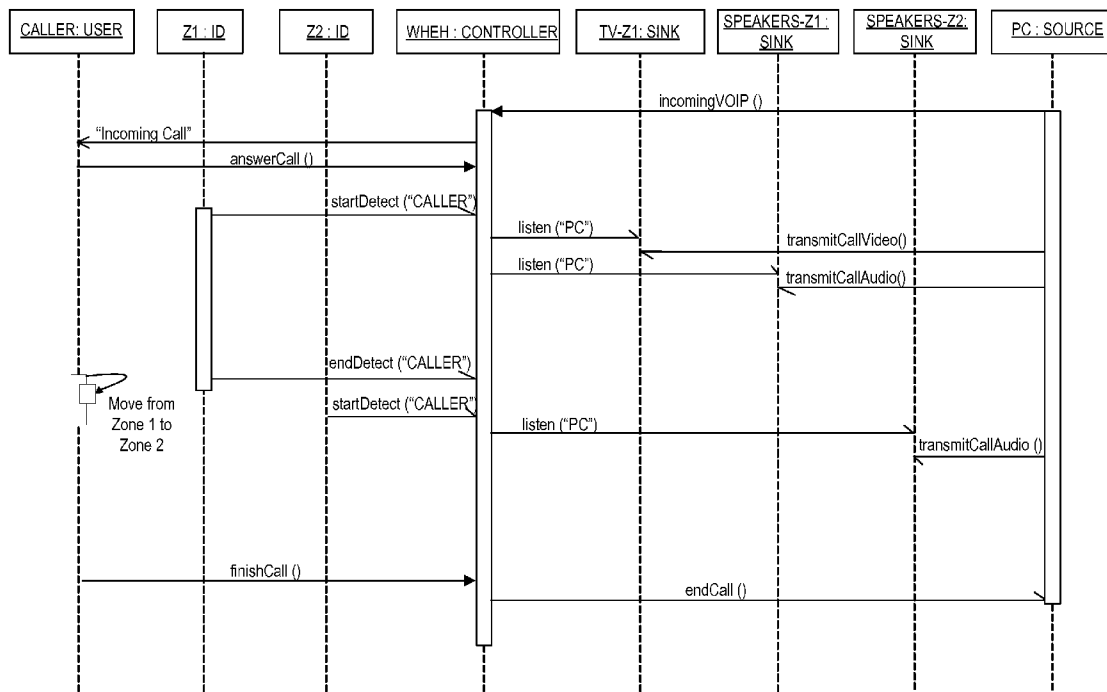 CALLER: USER
Z1 : ID
Z2 : ID
WHEH : CONTROLLER
TV-Z1: SINK
SPEAKERS-Z1 :
SINK
SPEAKERS-Z2 :
SINK
PC : SOURCE
incomingVOIP ()
“Incoming Call”
answerCall ()
startDetect (“CALLER”)
listen (“PC”)
transmitCallVideo()
listen (“PC”)
transmitCallAudio()
endDetect (“CALLER”)
Move from
Zone 1 to
Zone 2
startDetect (“CALLER”)
listen (“PC”)
transmitCallAudio ()
finishCall ()
endCall ()